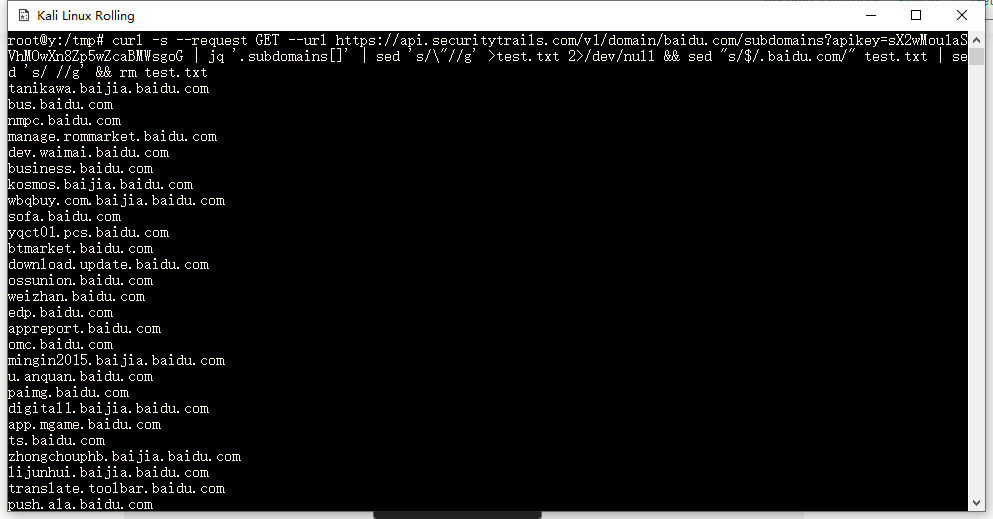 Kali Linux Rolling
root@y:/tmp# curl -s --request GET --url https://api.securitytrails.com/v1/domain/baidu.com/subdomains?apikey=sX2wMou1aS
VhMOwXn8Zp5wZcaBMWsgoG | jq '.subdomains[]' | sed 's/\"//g' >test.txt 2>/dev/null && sed "s/$/.baidu.com/" test.txt | se
d 's/ //g' && rm test.txt
tanikawa.baijia.baidu.com
bus.baidu.com
nmpc.baidu.com
manage.rommarket.baidu.com
dev.waimai.baidu.com
business.baidu.com
kosmos.baijia.baidu.com
wbqbuy.com.baijia.baidu.com
sofa.baidu.com
yqct01.pcs.baidu.com
btmarket.baidu.com
download.update.baidu.com
ossunion.baidu.com
weizhan.baidu.com
edp.baidu.com
appreport.baidu.com
omc.baidu.com
mingin2015.baijia.baidu.com
u.anquan.baidu.com
paimg.baidu.com
digitall.baijia.baidu.com
app.mgame.baidu.com
ts.baidu.com
zhongchouphb.baijia.baidu.com
lijunhui.baijia.baidu.com
translate.toolbar.baidu.com
push.ala.baidu.com